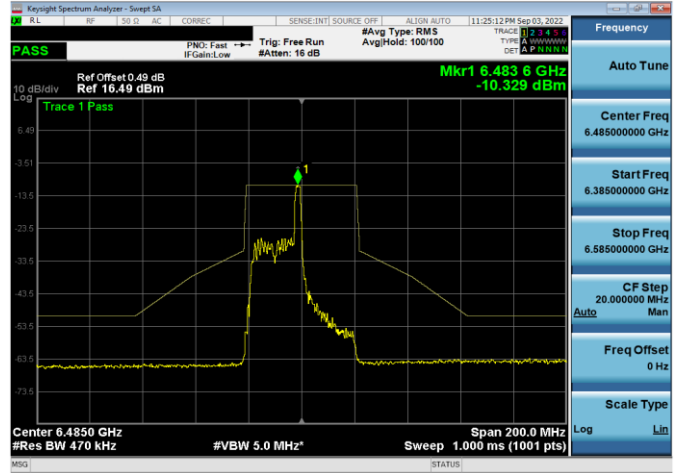 Keysight Spectrum Analyzer - Swept SA
RL RF 50 Ω AC CORREC SENSE:INT SOURCE OFF ALIGN AUTO 11:25:12 PM Sep 03, 2022
#Avg Type: RMS TRACE 1 2 3 4 5 6
PASS PNO: Fast Trig: Free Run Avg|Hold: 100/100 TYPE A WWWWW
IFGain:Low #Atten: 16 dB DET A P N N N N
Mkr1 6.483 6 GHz
Ref Offset 0.49 dB
10 dB/div Ref 16.49 dBm -10.329 dBm
Log
Trace 1 Pass
1
6.49
-3.51
-13.5
-23.5
-33.5
-43.5
-53.5
-63.5
-73.5
Center 6.4850 GHz Span 200.0 MHz
#Res BW 470 kHz #VBW 5.0 MHz* Sweep 1.000 ms (1001 pts)
MSG STATUS
Frequency
Auto Tune
Center Freq
6.485000000 GHz
Start Freq
6.385000000 GHz
Stop Freq
6.585000000 GHz
CF Step
20.000000 MHz
Auto Man
Freq Offset
0 Hz
Scale Type
Log Lin